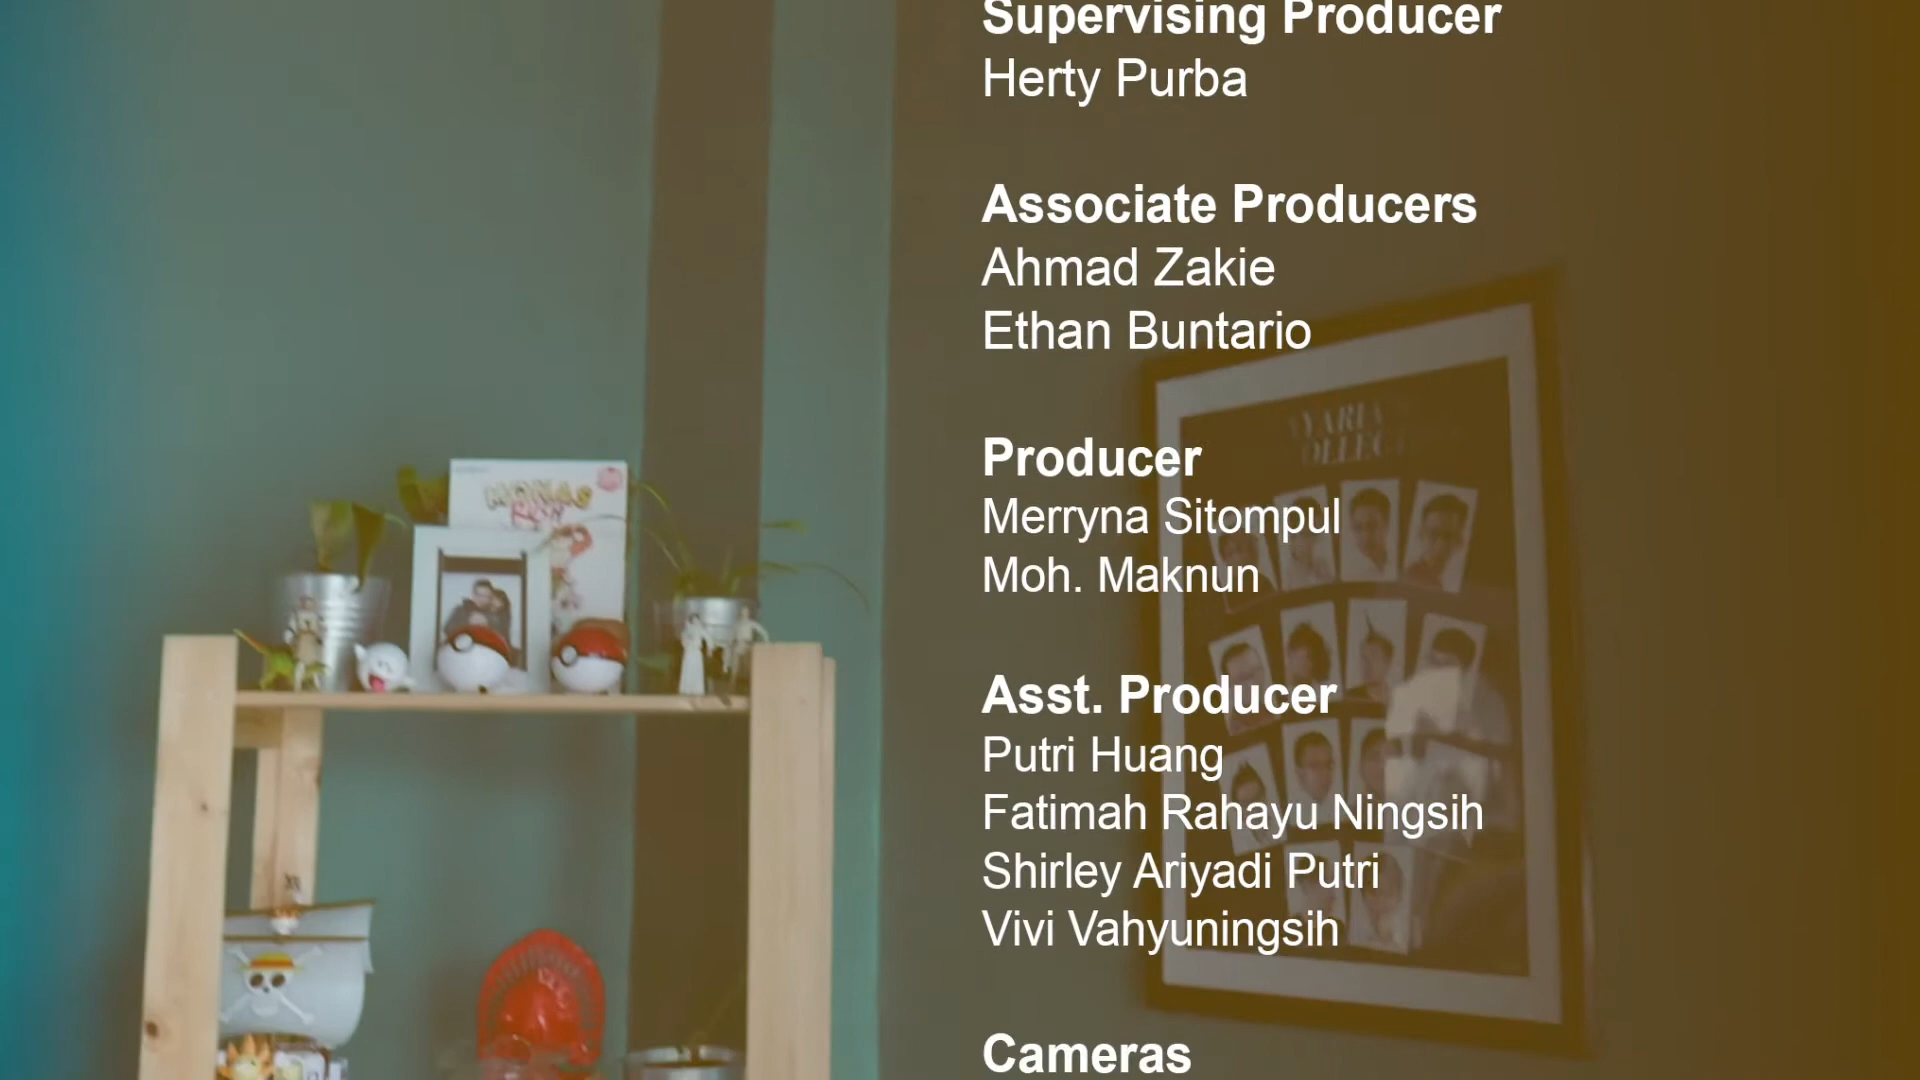 Supervising Producer
Herty Purba
Associate Producers
Ahmad Zakie
Ethan Buntario
Producer
Merryna Sitompul
Moh. Maknun
Asst. Producer
Putri Huang
Fatimah Rahayu Ningsih
Shirley Ariyadi Putri
Vivi Vahyuningsih
Cameras